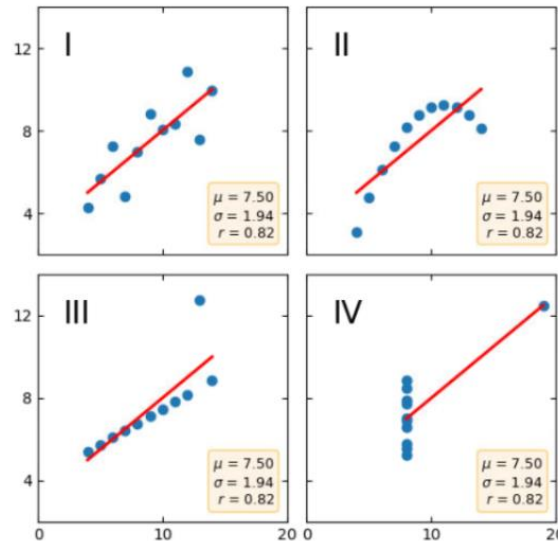 I
II
12
8
4
μ = 7.50
σ = 1.94
r = 0.82
μ = 7.50
σ = 1.94
r = 0.82
III
IV
12
8
4
μ = 7.50
σ = 1.94
r = 0.82
μ = 7.50
σ = 1.94
r = 0.82
0
10
20
0
10
20